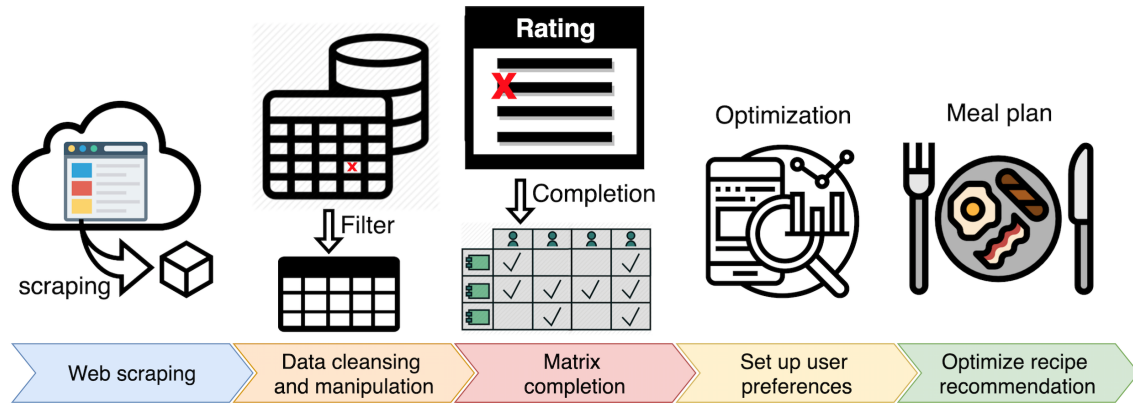 Rating
Optimization
Meal plan
scraping
Filter
Completion
Web scraping
Data cleansing
and manipulation
Matrix
completion
Set up user
preferences
Optimize recipe
recommendation